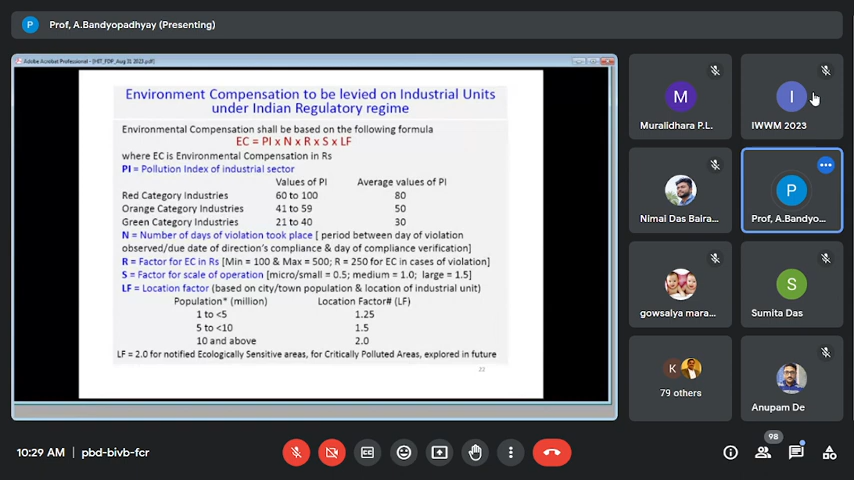 P Prof, A.Bandyopadhyay (Presenting)
Adobe Acrobat Professional - [HIT_FDP_Aug 31 2023.pdf]
Environment Compensation to be levied on Industrial Units
under Indian Regulatory regime
Environmental Compensation shall be based on the following formula
EC = PI x N x R x S x LF
where EC is Environmental Compensation in Rs
PI = Pollution Index of industrial sector
Values of PI Average values of PI
Red Category Industries 60 to 100 80
Orange Category Industries 41 to 59 50
Green Category Industries 21 to 40 30
N = Number of days of violation took place [ period between day of violation
observed/due date of direction's compliance & day of compliance verification]
R = Factor for EC in Rs [Min = 100 & Max = 500; R = 250 for EC in cases of violation]
S = Factor for scale of operation [micro/small = 0.5; medium = 1.0; large = 1.5]
LF = Location factor (based on city/town population & location of industrial unit)
Population* (million) Location Factor# (LF)
1 to <5 1.25
5 to <10 1.5
10 and above 2.0
LF = 2.0 for notified Ecologically Sensitive areas, for Critically Polluted Areas, explored in future
22
M
Muralidhara P.L.
I
IWWM 2023
Nimai Das Baira...
P
Prof, A.Bandyo...
gowsalya mara...
S
Sumita Das
K
79 others
Anupam De
10:29 AM | pbd-bivb-fcr
CC
98